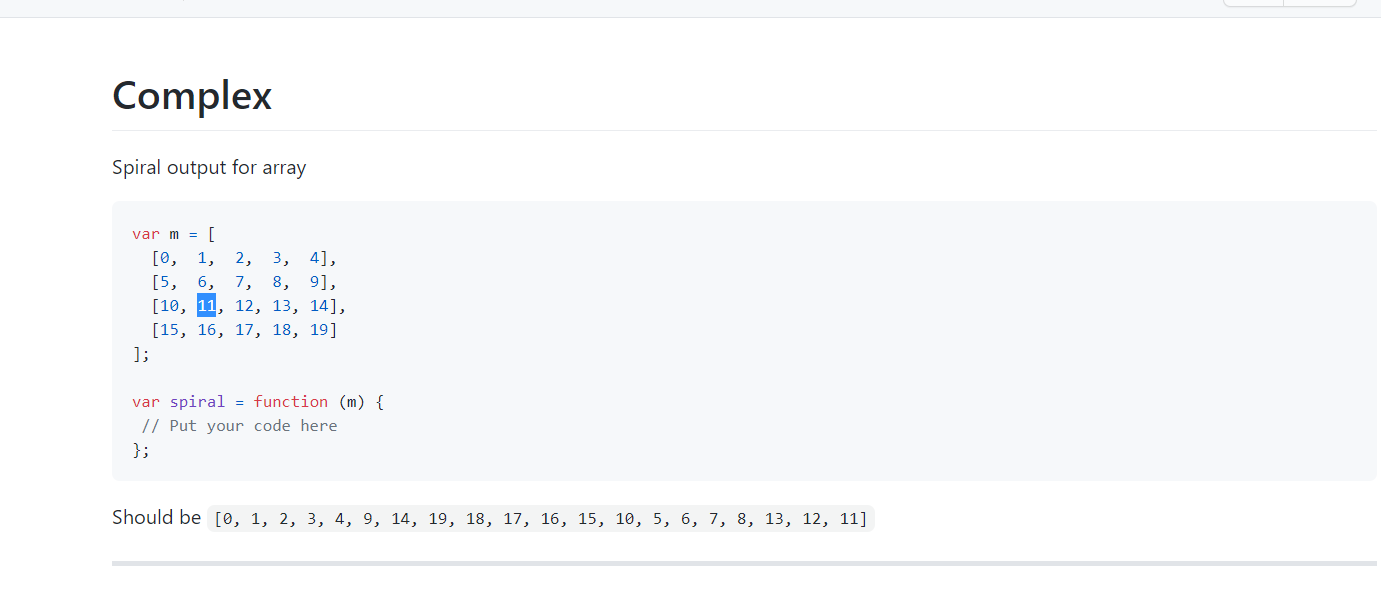 Complex
Spiral output for array
var m = [
  [0,  1,  2,  3,  4],
  [5,  6,  7,  8,  9],
  [10, 11, 12, 13, 14],
  [15, 16, 17, 18, 19]
];
var spiral = function (m) {
 // Put your code here
};
Should be [0, 1, 2, 3, 4, 9, 14, 19, 18, 17, 16, 15, 10, 5, 6, 7, 8, 13, 12, 11]